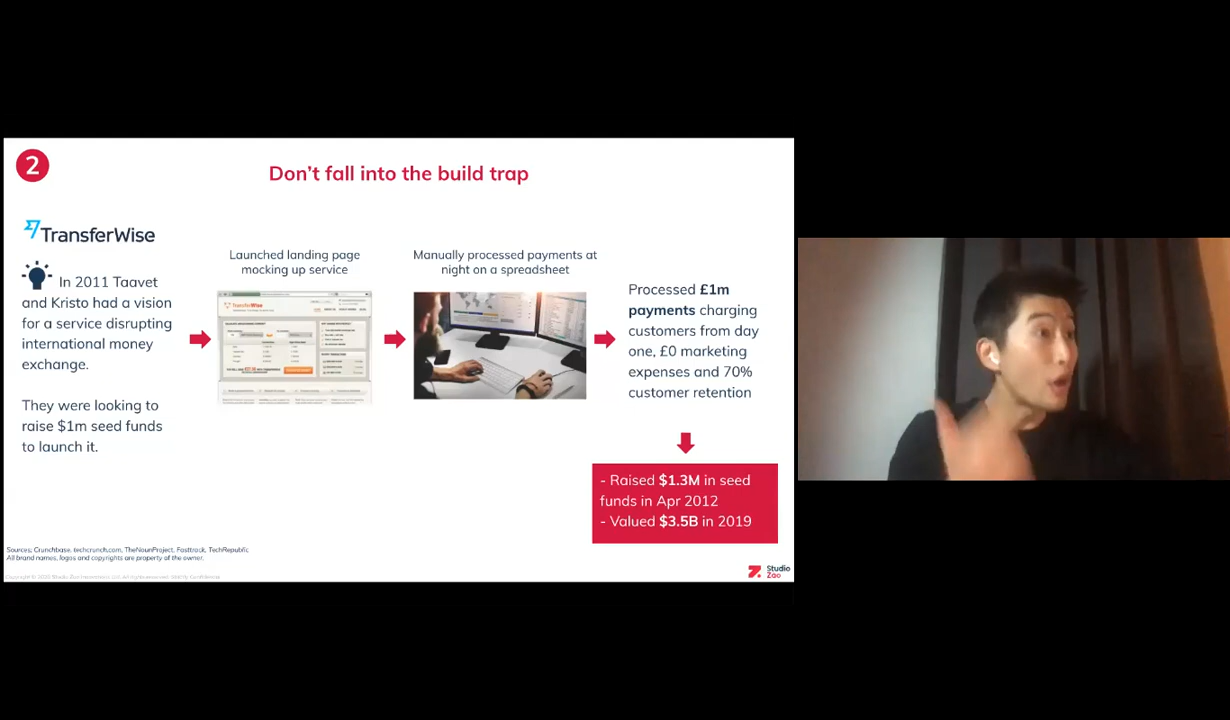 2
Don't fall into the build trap
TransferWise
In 2011 Taavet
and Kristo had a vision
for a service disrupting
international money
exchange.
They were looking to
raise $1m seed funds
to launch it.
Launched landing page
mocking up service
TransferWise
Manually processed payments at
night on a spreadsheet
Processed £1m
payments charging
customers from day
one, £0 marketing
expenses and 70%
customer retention
- Raised $1.3M in seed
funds in Apr 2012
- Valued $3.5B in 2019
Sources; Crunchbase, techcrunch.com, TheNounProject, Fasttrack, TechRepublic
All brand names, logos and copyrights are property of the owner.
Studio
Zao